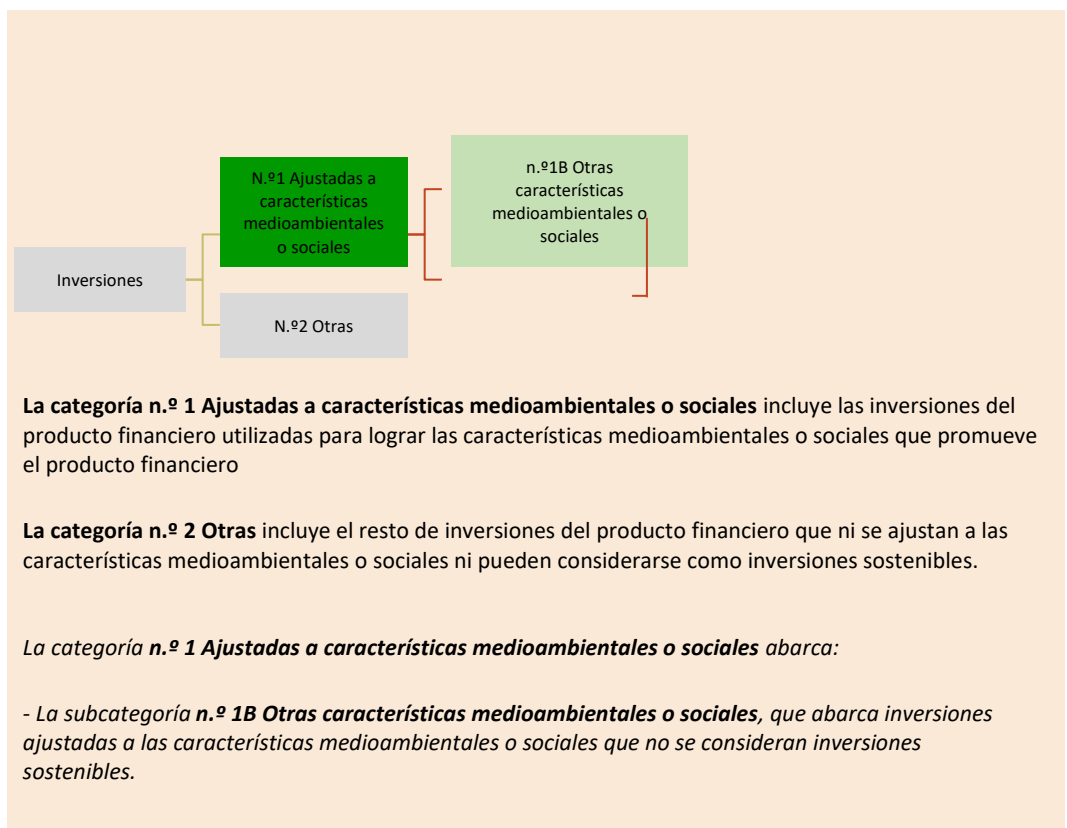 n.º1B Otras
características
medioambientales o
sociales
N.º1 Ajustadas a
características
medioambientales
o sociales
Inversiones
N.º2 Otras
La categoría n.º 1 Ajustadas a características medioambientales o sociales incluye las inversiones del
producto financiero utilizadas para lograr las características medioambientales o sociales que promueve
el producto financiero
La categoría n.º 2 Otras incluye el resto de inversiones del producto financiero que ni se ajustan a las
características medioambientales o sociales ni pueden considerarse como inversiones sostenibles.
La categoría n.º 1 Ajustadas a características medioambientales o sociales abarca:
- La subcategoría n.º 1B Otras características medioambientales o sociales, que abarca inversiones
ajustadas a las características medioambientales o sociales que no se consideran inversiones
sostenibles.